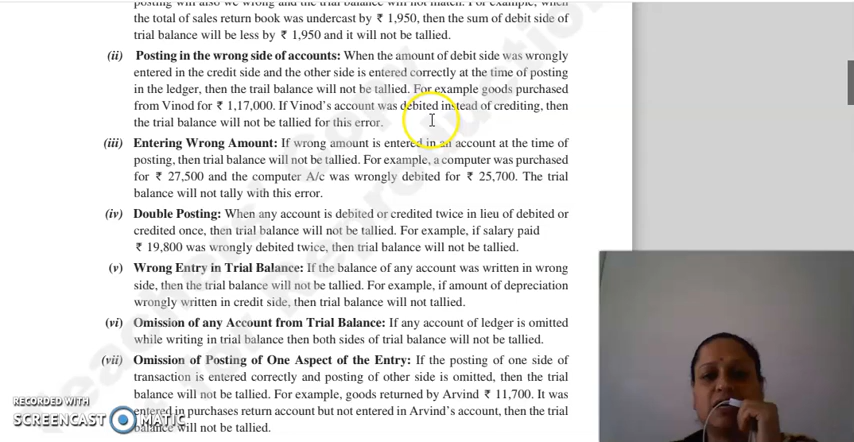 posting will also we wrong and the trial balance will not match. For example, when
the total of sales return book was undercast by ₹ 1,950, then the sum of debit side of
trial balance will be less by ₹ 1,950 and it will not be tallied.
(ii) Posting in the wrong side of accounts: When the amount of debit side was wrongly
entered in the credit side and the other side is entered correctly at the time of posting
in the ledger, then the trail balance will not be tallied. For example goods purchased
from Vinod for ₹ 1,17,000. If Vinod's account was debited instead of crediting, then
the trial balance will not be tallied for this error.
(iii) Entering Wrong Amount: If wrong amount is entered in an account at the time of
posting, then trial balance will not be tallied. For example, a computer was purchased
for ₹ 27,500 and the computer A/c was wrongly debited for ₹ 25,700. The trial
balance will not tally with this error.
(iv) Double Posting: When any account is debited or credited twice in lieu of debited or
credited once, then trial balance will not be tallied. For example, if salary paid
₹ 19,800 was wrongly debited twice, then trial balance will not be tallied.
(v) Wrong Entry in Trial Balance: If the balance of any account was written in wrong
side, then the trial balance will not be tallied. For example, if amount of depreciation
wrongly written in credit side, then trial balance will not tallied.
(vi) Omission of any Account from Trial Balance: If any account of ledger is omitted
while writing in trial balance then both sides of trial balance will not be tallied.
(vii) Omission of Posting of One Aspect of the Entry: If the posting of one side of
transaction is entered correctly and posting of other side is omitted, then the trial
balance will not be tallied. For example, goods returned by Arvind ₹ 11,700. It was
entered in purchases return account but not entered in Arvind's account, then the trial
balance will not be tallied.
RECORDED WITH
SCREENCAST MATIC